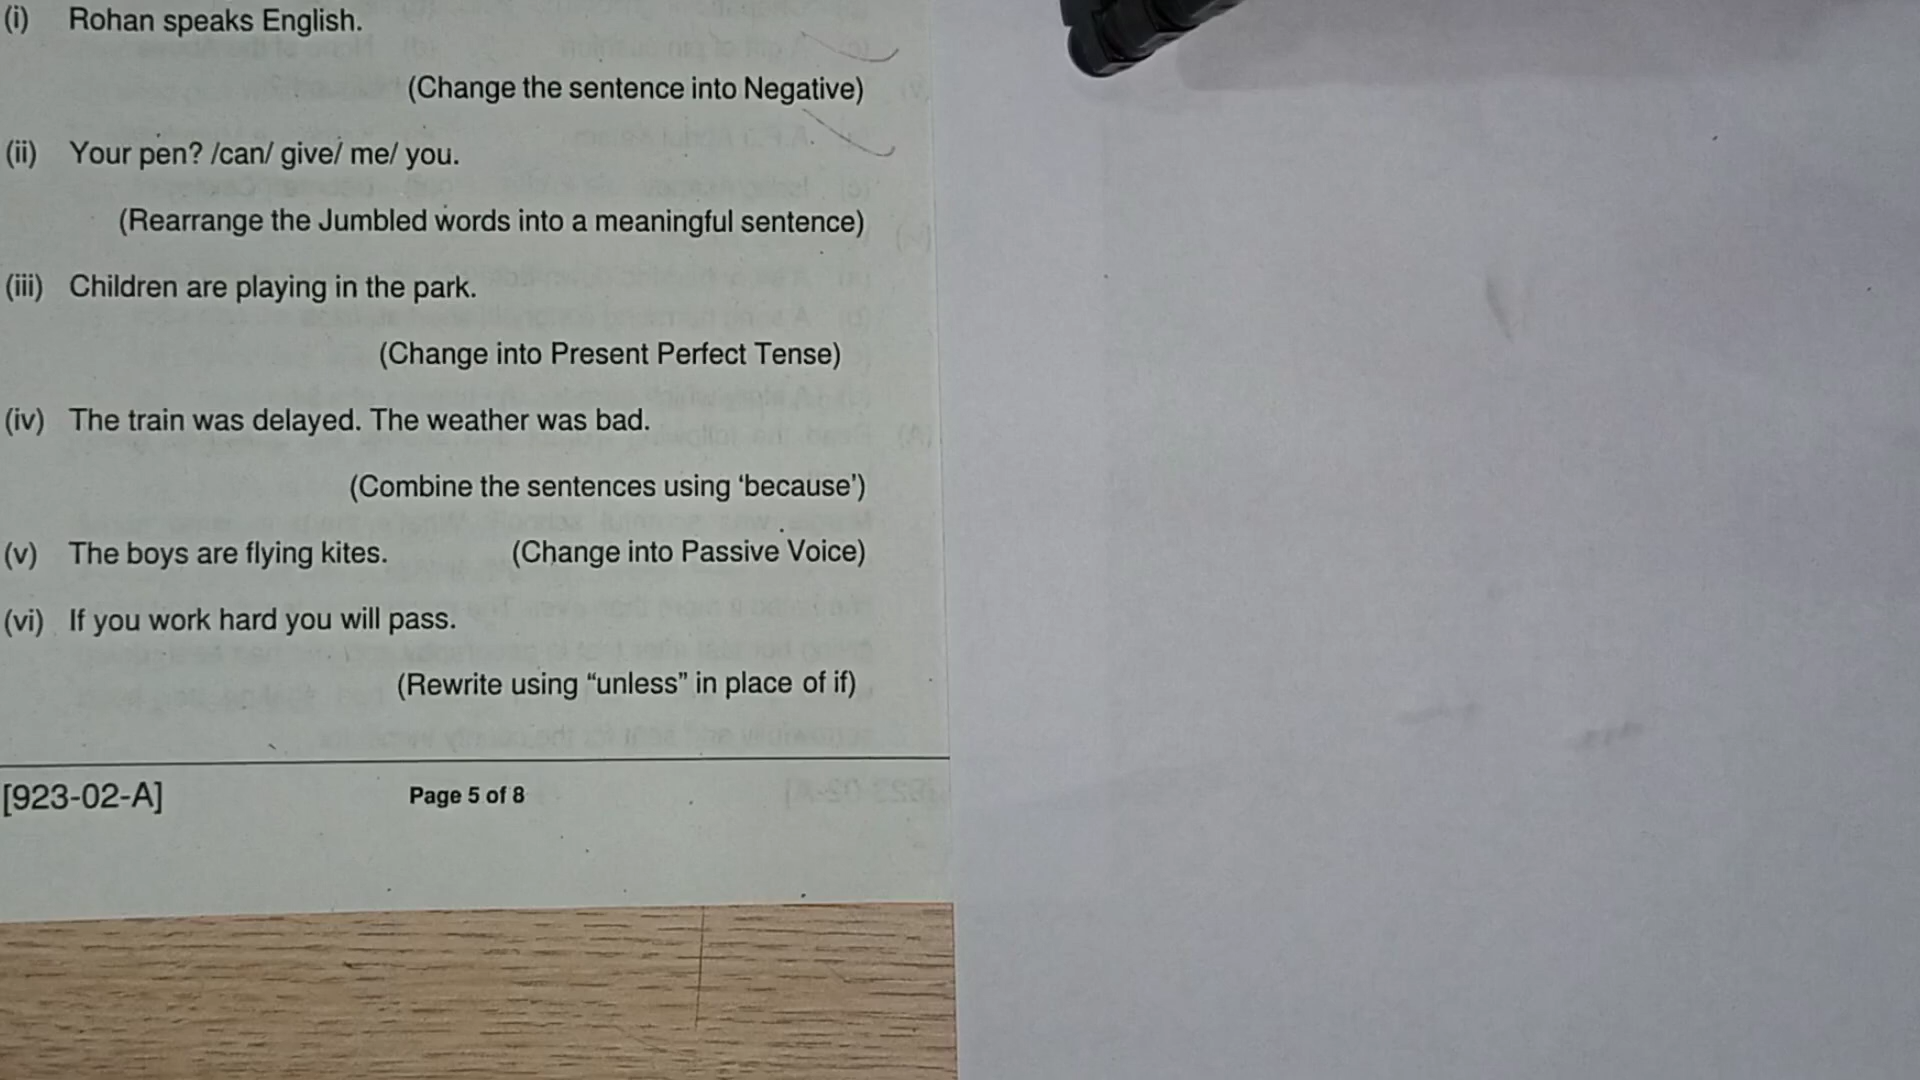 (i) Rohan speaks English.
(Change the sentence into Negative)
(ii) Your pen? /can/ give/ me/ you.
(Rearrange the Jumbled words into a meaningful sentence)
(iii) Children are playing in the park.
(Change into Present Perfect Tense)
(iv) The train was delayed. The weather was bad.
(Combine the sentences using ‘because’)
(v) The boys are flying kites. (Change into Passive Voice)
(vi) If you work hard you will pass.
(Rewrite using “unless” in place of if)
[923-02-A] Page 5 of 8